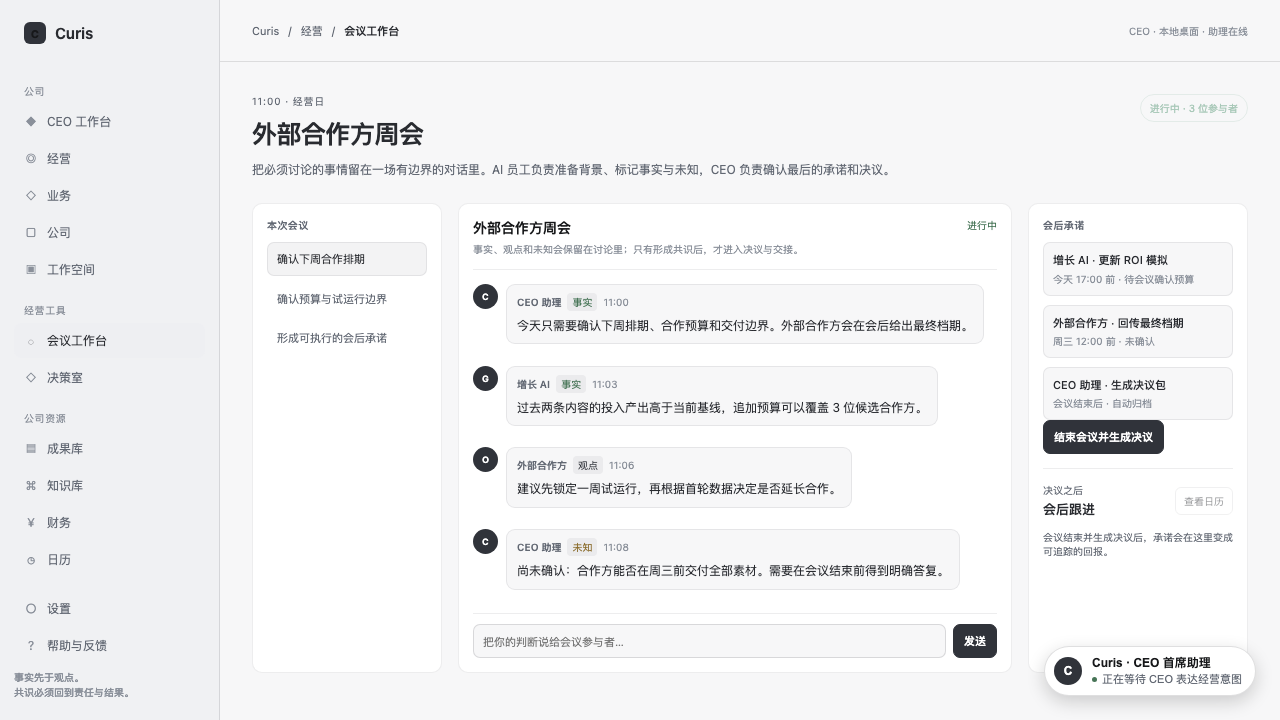 C Curis
公司
CEO 工作台
经营
业务
公司
工作空间
经营工具
会议工作台
决策室
公司资源
成果库
⌘ 知识库
¥ 财务
日历
设置
? 帮助与反馈
事实先于观点。
共识必须回到责任与结果。
Curis / 经营 / 会议工作台
CEO · 本地桌面 · 助理在线
11:00 · 经营日
外部合作方周会
把必须讨论的事情留在一场有边界的对话里。AI 员工负责准备背景、标记事实与未知，CEO 负责确认最后的承诺和决议。
进行中 · 3 位参与者
本次会议
确认下周合作排期
确认预算与试运行边界
形成可执行的会后承诺
外部合作方周会
进行中
事实、观点和未知会保留在讨论里；只有形成共识后，才进入决议与交接。
C
CEO 助理 事实 11:00
今天只需要确认下周排期、合作预算和交付边界。外部合作方会在会后给出最终档期。
G
增长 AI 事实 11:03
过去两条内容的投入产出高于当前基线，追加预算可以覆盖 3 位候选合作方。
O
外部合作方 观点 11:06
建议先锁定一周试运行，再根据首轮数据决定是否延长合作。
C
CEO 助理 未知 11:08
尚未确认：合作方能否在周三前交付全部素材。需要在会议结束前得到明确答复。
把你的判断说给会议参与者...
发送
会后承诺
增长 AI · 更新 ROI 模拟
今天 17:00 前 · 待会议确认预算
外部合作方 · 回传最终档期
周三 12:00 前 · 未确认
CEO 助理 · 生成决议包
会议结束后 · 自动归档
结束会议并生成决议
决议之后
会后跟进
查看日历
会议结束并生成决议后，承诺会在这里变成
可追踪的回报。
C
Curis · CEO 首席助理
正在等待 CEO 表达经营意图